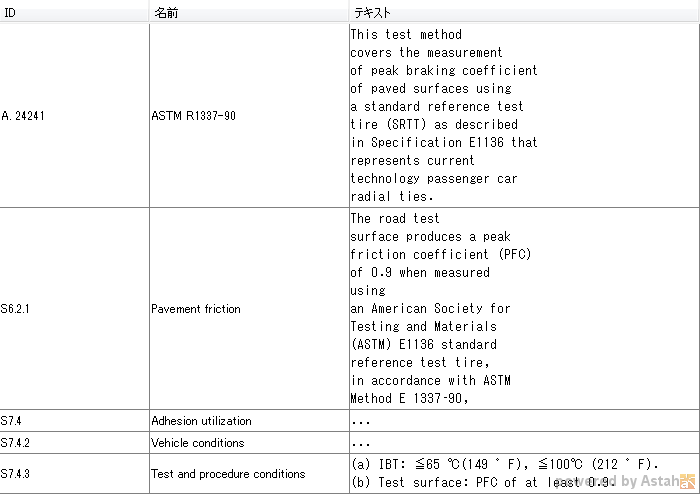 ID 名前 テキスト
A.24241 ASTM R1337-90 This test method
covers the measurement
of peak braking coefficient
of paved surfaces using
a standard reference test
tire (SRTT) as described
in Specification E1136 that
represents current
technology passenger car
radial ties.
S6.2.1 Pavement friction The road test
surface produces a peak
friction coefficient (PFC)
of 0.9 when measured
using
an American Society for
Testing and Materials
(ASTM) E1136 standard
reference test tire,
in accordance with ASTM
Method E 1337-90,
S7.4 Adhesion utilization ...
S7.4.2 Vehicle conditions ...
S7.4.3 Test and procedure conditions (a) IBT: ≦65 ℃(149 ゜F), ≦100℃ (212 ゜F).
(b) Test surface: PFC of at least 0.9.
powered by Astah